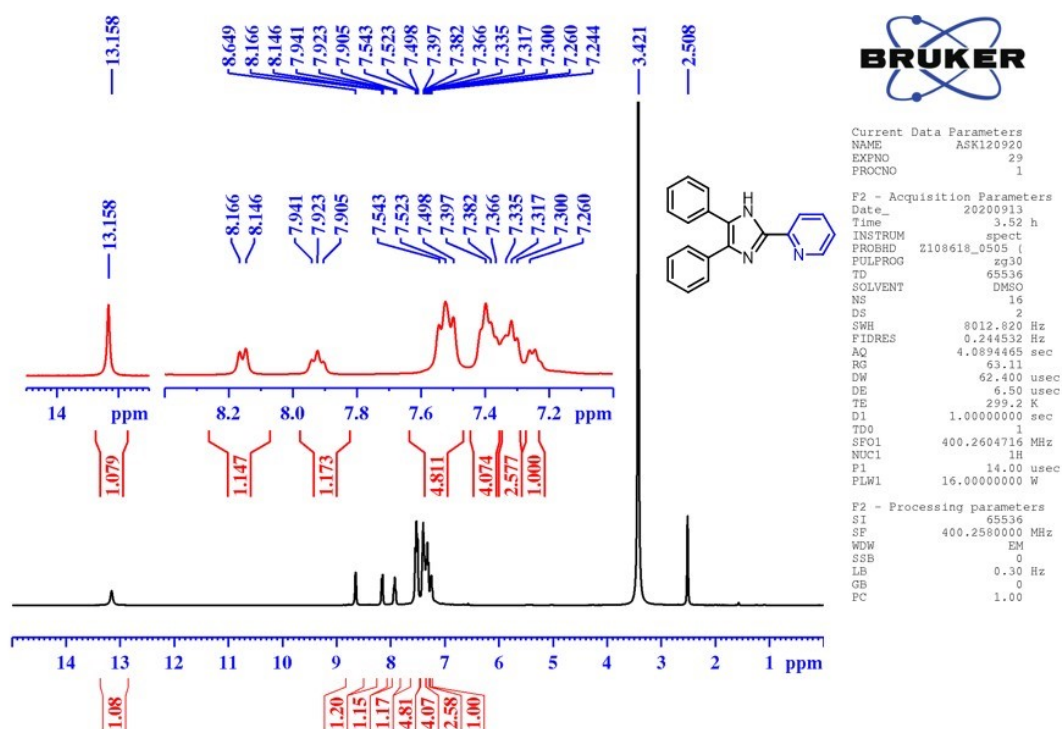 13.158
8.649
8.166
8.146
7.941
7.923
7.905
7.543
7.523
7.498
7.397
7.382
7.366
7.335
7.317
7.300
7.260
7.244
3.421
2.508
BRUKER
Current Data Parameters
NAME ASK120920
EXPNO 29
PROCNO 1
F2 - Acquisition Parameters
Date_ 20200913
Time 3.52 h
INSTRUM spect
PROBHD Z108618_0505 (
PULPROG zg30
TD 65536
SOLVENT DMSO
NS 16
DS 2
SWH 8012.820 Hz
FIDRES 0.244532 Hz
AQ 4.0894465 sec
RG 63.11
DW 62.400 usec
DE 6.50 usec
TE 299.2 K
D1 1.00000000 sec
TD0 1
SFO1 400.2604716 MHz
NUC1 1H
P1 14.00 usec
PLW1 16.00000000 W
F2 - Processing parameters
SI 65536
SF 400.2580000 MHz
WDW EM
SSB 0
LB 0.30 Hz
GB 0
PC 1.00
NH
N
N
13.158
8.166
8.146
7.941
7.923
7.905
7.543
7.523
7.498
7.397
7.382
7.366
7.335
7.317
7.300
7.260
14 ppm
8.2 8.0 7.8 7.6 7.4 7.2 ppm
1.079
1.147
1.173
4.811
4.074
2.577
1.000
14 13 12 11 10 9 8 7 6 5 4 3 2 1 ppm
1.08
1.20
1.15
1.17
4.81
4.07
2.58
1.00